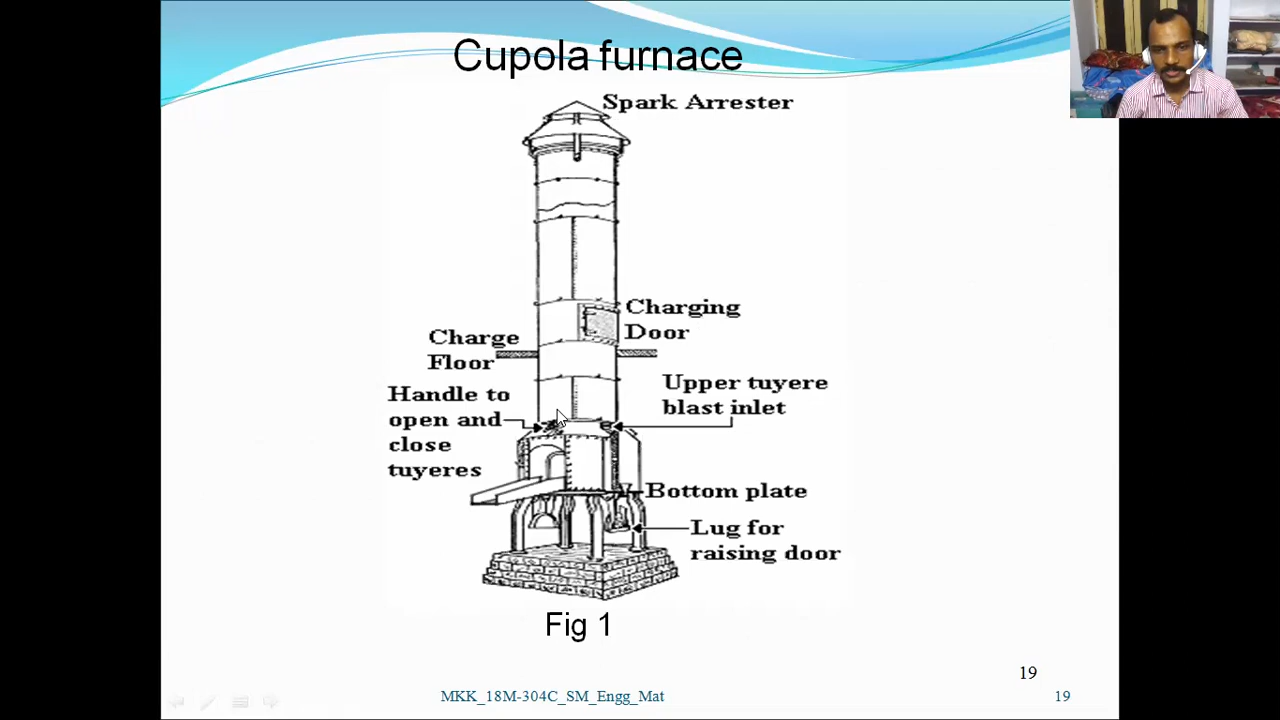 Cupola furnace
Spark Arrester
Charging
Door
Charge
Floor
Upper tuyere
blast inlet
Handle to
open and
close
tuyeres
Bottom plate
Lug for
raising door
Fig 1
19
MKK_18M-304C_SM_Engg_Mat
19